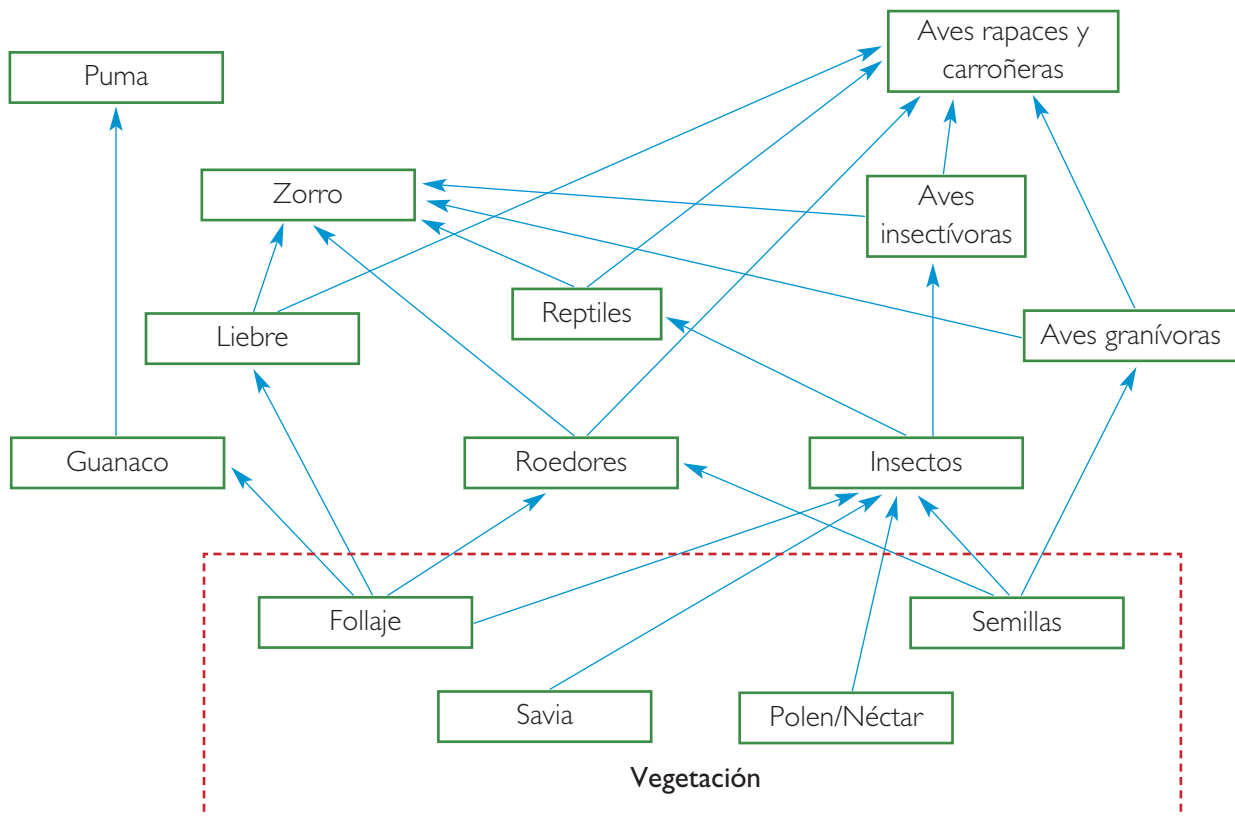 Aves rapaces y
carroñeras
Puma
Zorro
Aves
insectívoras
Reptiles
Liebre
Aves granívoras
Guanaco
Roedores
Insectos
Follaje
Semillas
Savia
Polen/Néctar
Vegetación